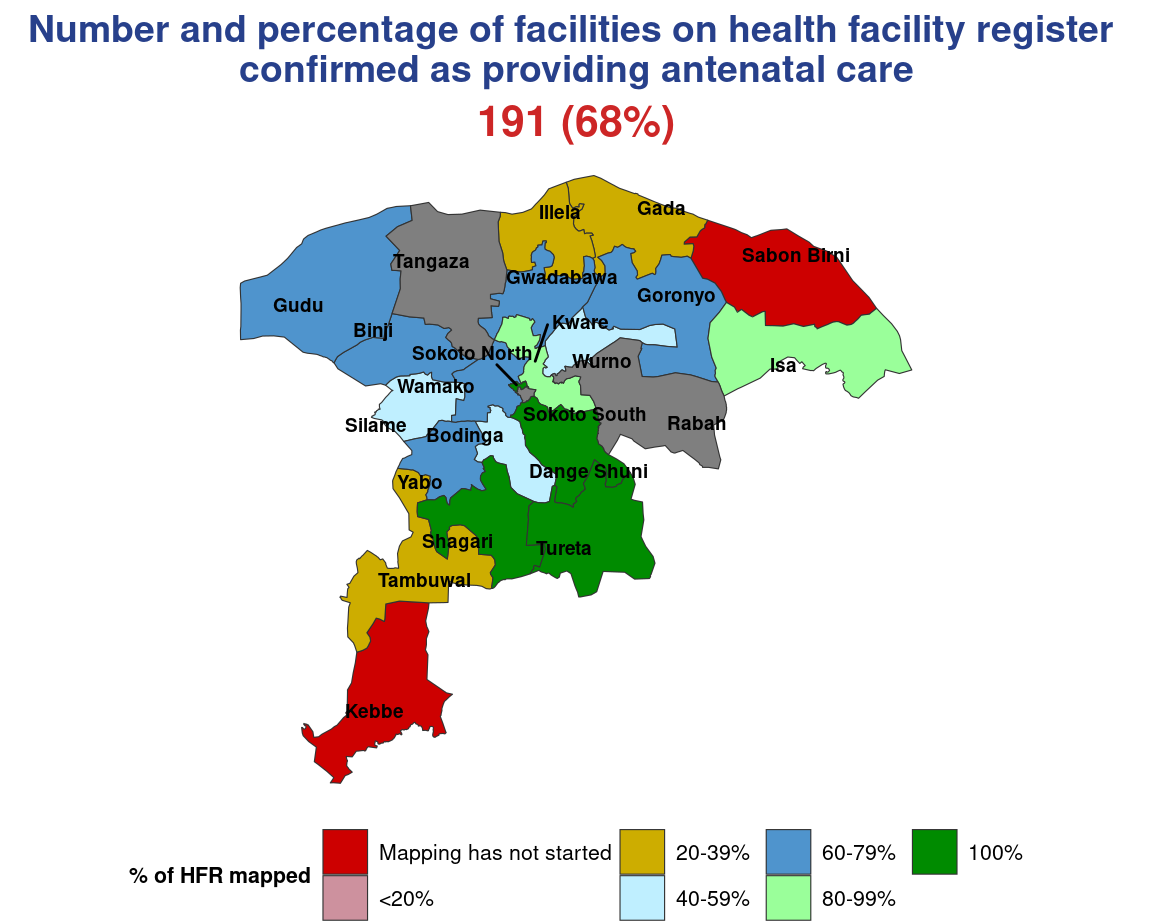 Number and percentage of facilities on health facility register
confirmed as providing antenatal care
191 (68%)
Illela
Gada
Sabon Birni
Tangaza
Gwadabawa
Goronyo
Gudu
Kware
Binji
Sokoto North
Wurno
Isa
Wamako
Sokoto South
Rabah
Silame
Bodinga
Dange Shuni
Yabo
Shagari
Tureta
Tambuwal
Kebbe
% of HFR mapped
Mapping has not started
<20%
20-39%
40-59%
60-79%
80-99%
100%